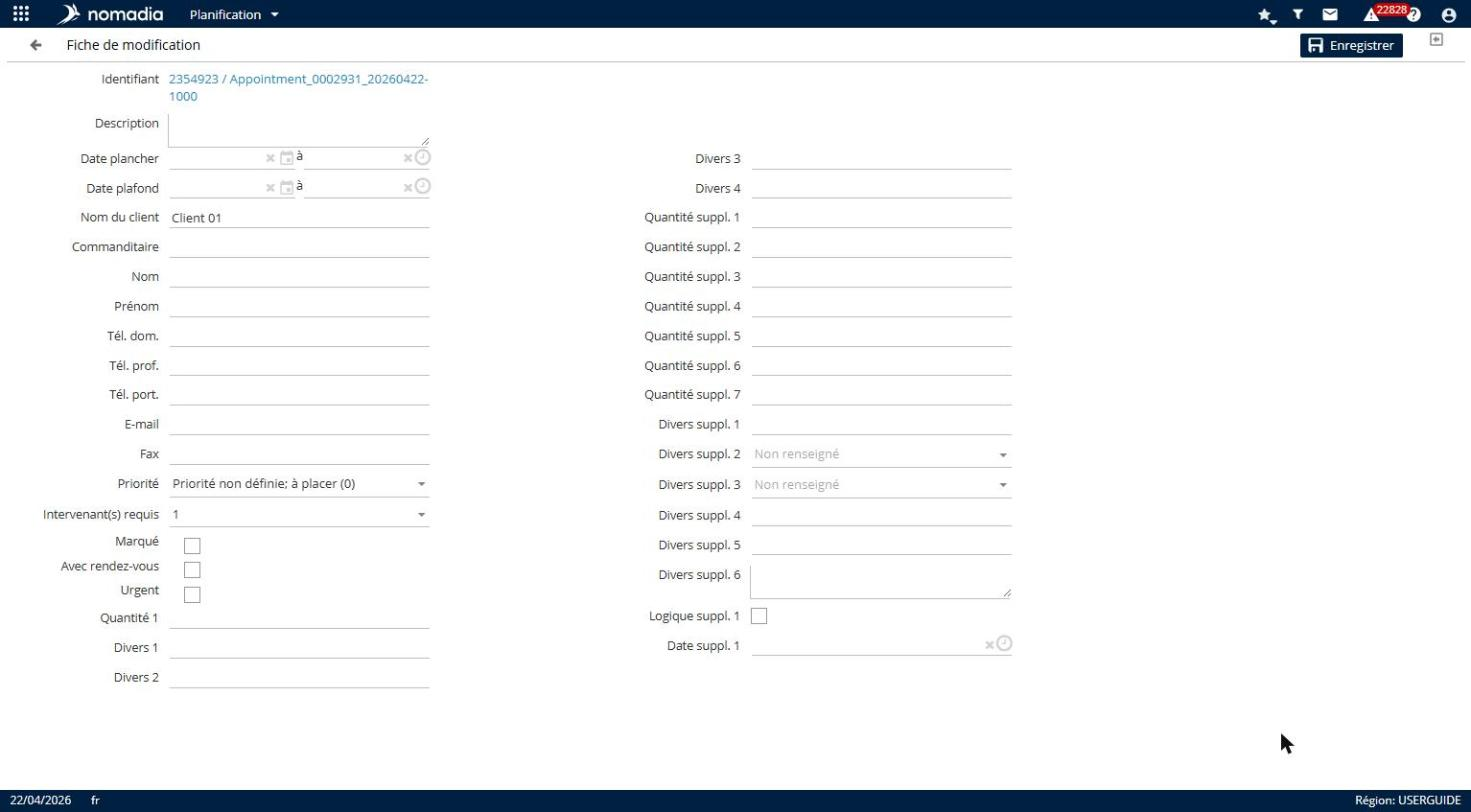 nomadia Planification 22828
Fiche de modification Enregistrer
Identifiant 2354923 / Appointment_0002931_20260422-
1000
Description
Date plancher à
Date plafond à
Nom du client Client 01
Commanditaire
Nom
Prénom
Tél. dom.
Tél. prof.
Tél. port.
E-mail
Fax
Priorité Priorité non définie; à placer (0)
Intervenant(s) requis 1
Marqué
Avec rendez-vous
Urgent
Quantité 1
Divers 1
Divers 2
Divers 3
Divers 4
Quantité suppl. 1
Quantité suppl. 2
Quantité suppl. 3
Quantité suppl. 4
Quantité suppl. 5
Quantité suppl. 6
Quantité suppl. 7
Divers suppl. 1
Divers suppl. 2 Non renseigné
Divers suppl. 3 Non renseigné
Divers suppl. 4
Divers suppl. 5
Divers suppl. 6
Logique suppl. 1
Date suppl. 1
22/04/2026 fr Région: USERGUIDE